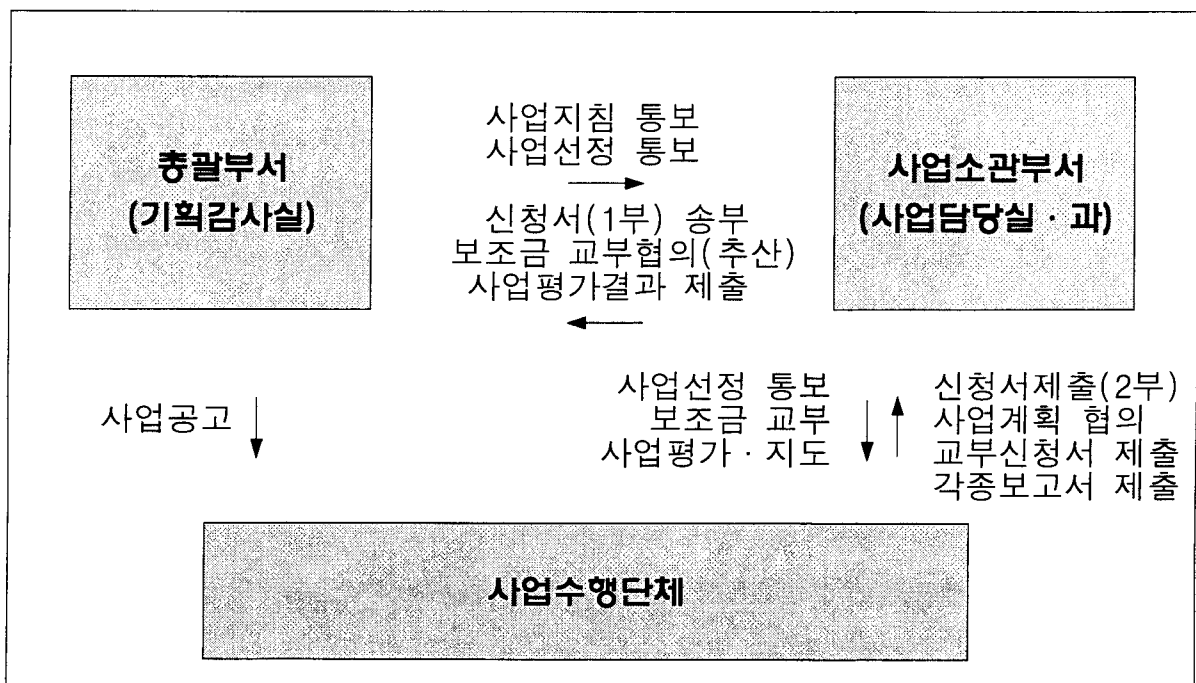 총괄부서
(기획감사실)
사업지침 통보
사업선정 통보
신청서(1부) 송부
보조금 교부협의(추산)
사업평가결과 제출
사업소관부서
(사업담당실·과)
사업공고
사업선정 통보
보조금 교부
사업평가·지도
신청서제출(2부)
사업계획 협의
교부신청서 제출
각종보고서 제출
사업수행단체